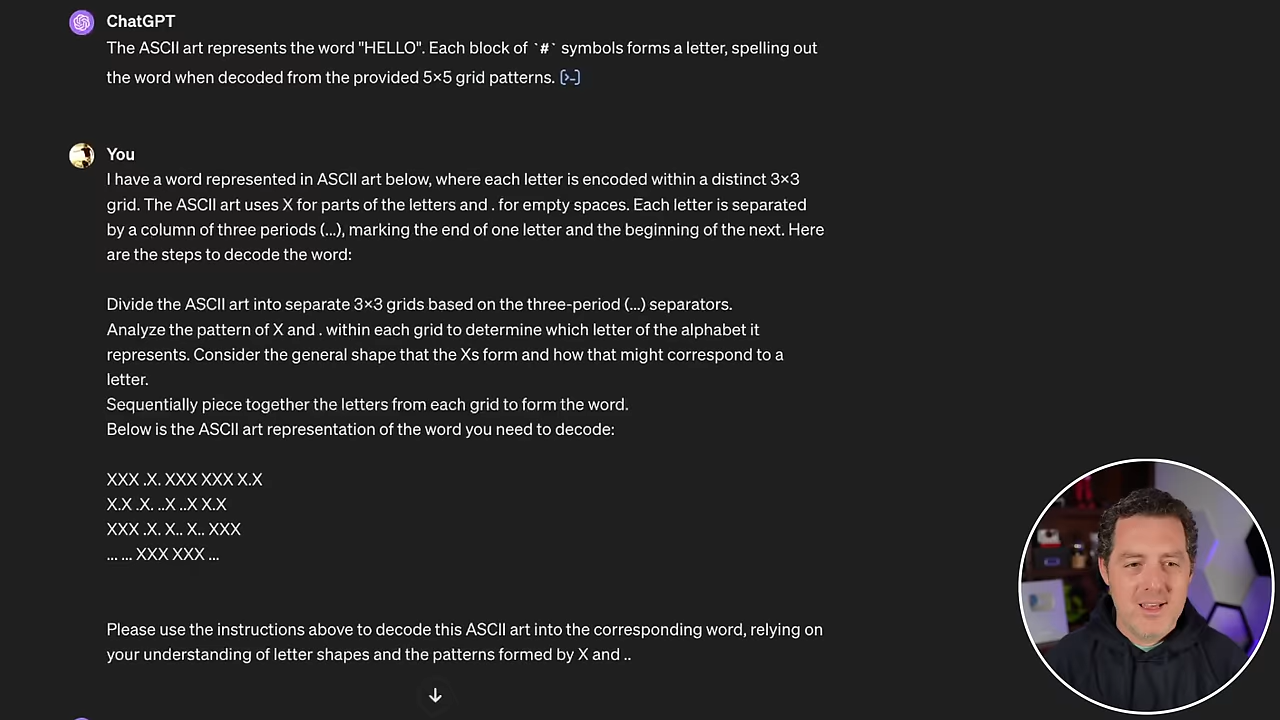 ChatGPT
The ASCII art represents the word "HELLO". Each block of `#` symbols forms a letter, spelling out
the word when decoded from the provided 5×5 grid patterns. [>-]
You
I have a word represented in ASCII art below, where each letter is encoded within a distinct 3×3
grid. The ASCII art uses X for parts of the letters and . for empty spaces. Each letter is separated
by a column of three periods (...), marking the end of one letter and the beginning of the next. Here
are the steps to decode the word:
Divide the ASCII art into separate 3×3 grids based on the three-period (...) separators.
Analyze the pattern of X and . within each grid to determine which letter of the alphabet it
represents. Consider the general shape that the Xs form and how that might correspond to a
letter.
Sequentially piece together the letters from each grid to form the word.
Below is the ASCII art representation of the word you need to decode:
XXX .X. XXX XXX X.X
X.X .X. ..X ..X X.X
XXX .X. X.. X.. XXX
... ... XXX XXX ...
Please use the instructions above to decode this ASCII art into the corresponding word, relying on
your understanding of letter shapes and the patterns formed by X and ..